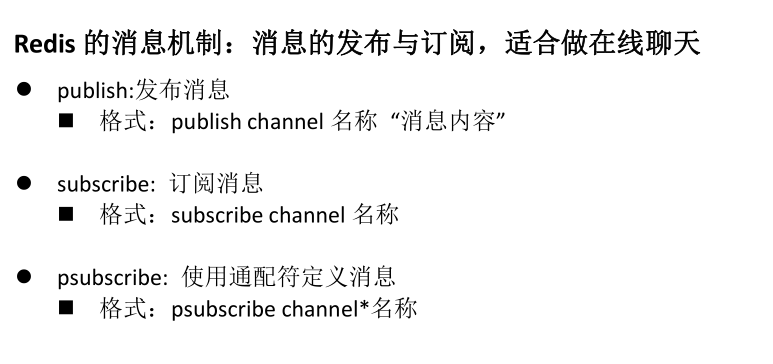 Redis 的消息机制：消息的发布与订阅，适合做在线聊天
● publish:发布消息
■ 格式：publish channel 名称 “消息内容”
● subscribe: 订阅消息
■ 格式：subscribe channel 名称
● psubscribe: 使用通配符定义消息
■ 格式：psubscribe channel*名称